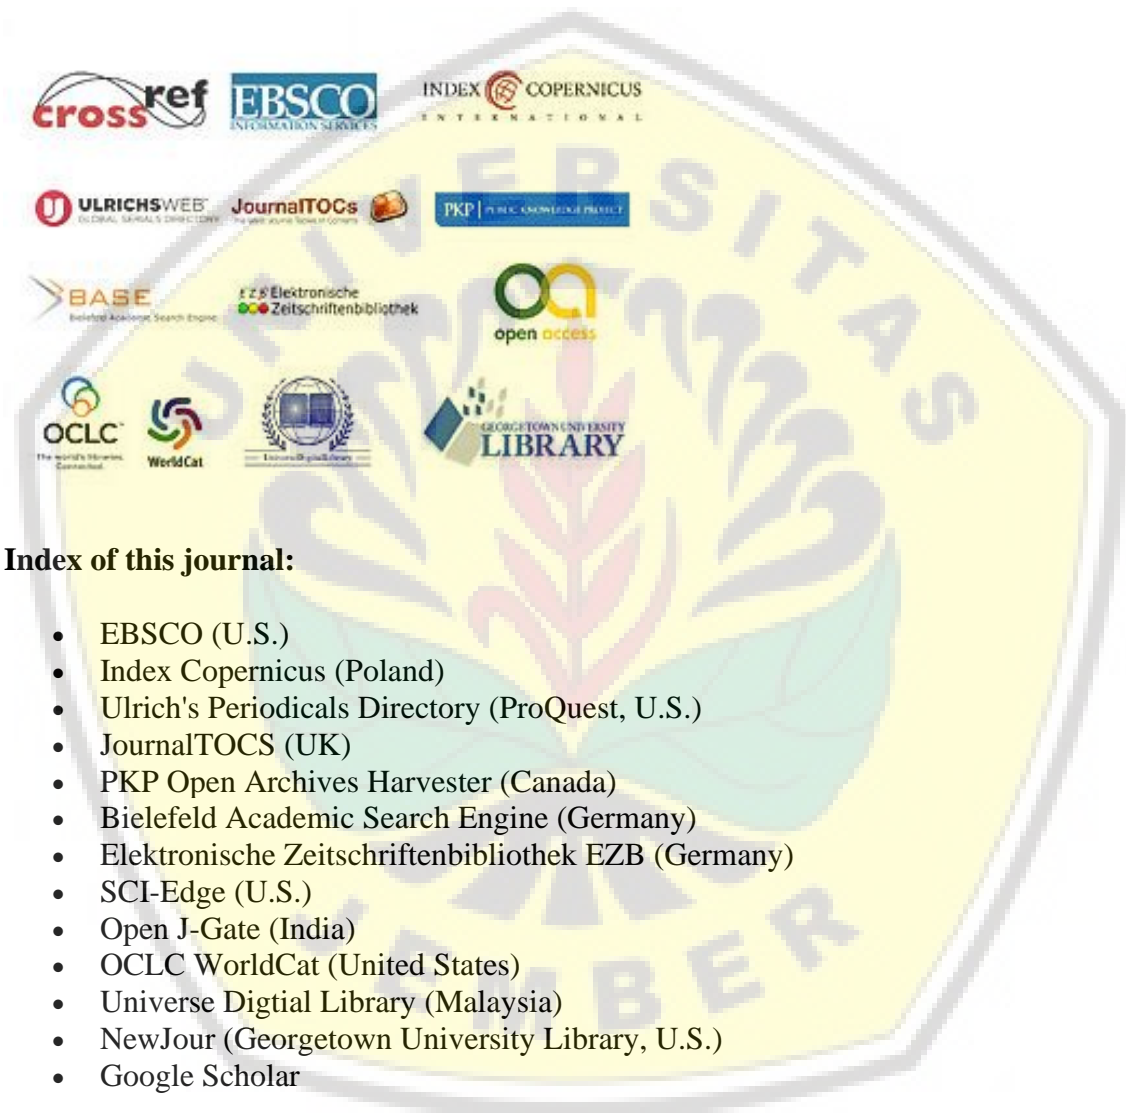 crossref EBSCO INFORMATION SERVICES INDEX COPERNICUS INTERNATIONAL
ULRICHSWEB GLOBAL SERIALS DIRECTORY JournalTOCs PKP PUBLIC KNOWLEDGE PROJECT
BASE Bielefeld Academic Search Engine EZB Elektronische Zeitschriftenbibliothek open access
OCLC The world's libraries. Connected. WorldCat GEORGETOWN UNIVERSITY LIBRARY
UNIVERSITAS
Index of this journal:
• EBSCO (U.S.)
• Index Copernicus (Poland)
• Ulrich's Periodicals Directory (ProQuest, U.S.)
• JournalTOCS (UK)
• PKP Open Archives Harvester (Canada)
• Bielefeld Academic Search Engine (Germany)
• Elektronische Zeitschriftenbibliothek EZB (Germany)
• SCI-Edge (U.S.)
• Open J-Gate (India)
• OCLC WorldCat (United States)
• Universe Digtial Library (Malaysia)
• NewJour (Georgetown University Library, U.S.)
• Google Scholar
JEMBER